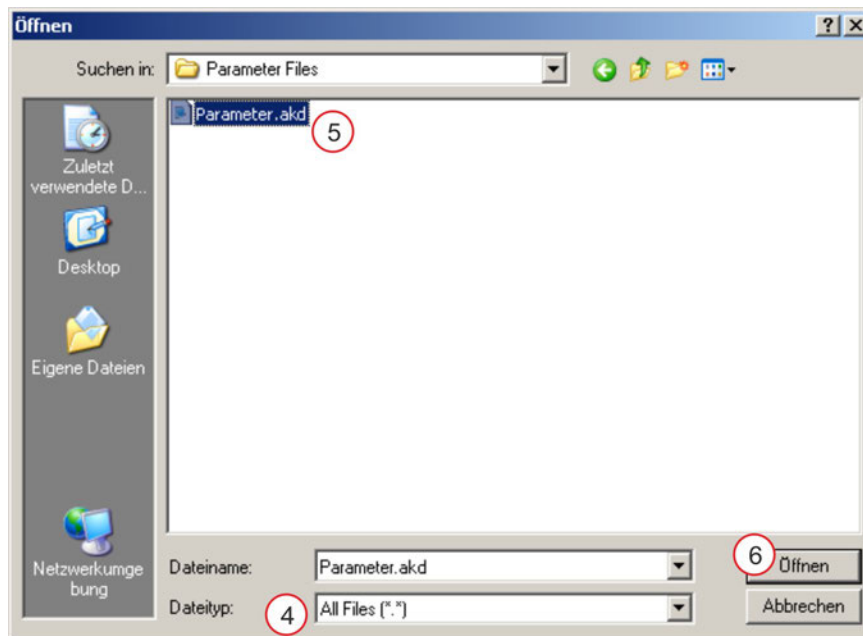 Öffnen
Suchen in:
Parameter Files
Parameter.akd
5
Zuletzt
verwendete D...
Desktop
Eigene Dateien
Netzwerkumge
bung
Dateiname:
Parameter.akd
6
Öffnen
Dateityp:
4
All Files (*.*)
Abbrechen